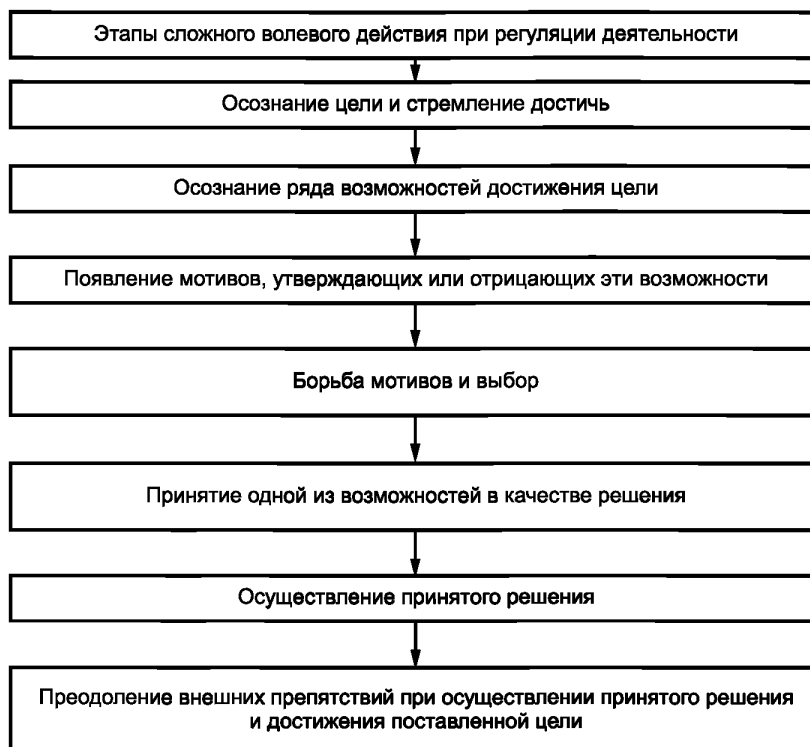 Этапы сложного волевого действия при регуляции деятельности
Осознание цели и стремление достичь
Осознание ряда возможностей достижения цели
Появление мотивов, утверждающих или отрицающих эти возможности
Борьба мотивов и выбор
Принятие одной из возможностей в качестве решения
Осуществление принятого решения
Преодоление внешних препятствий при осуществлении принятого решения
и достижения поставленной цели